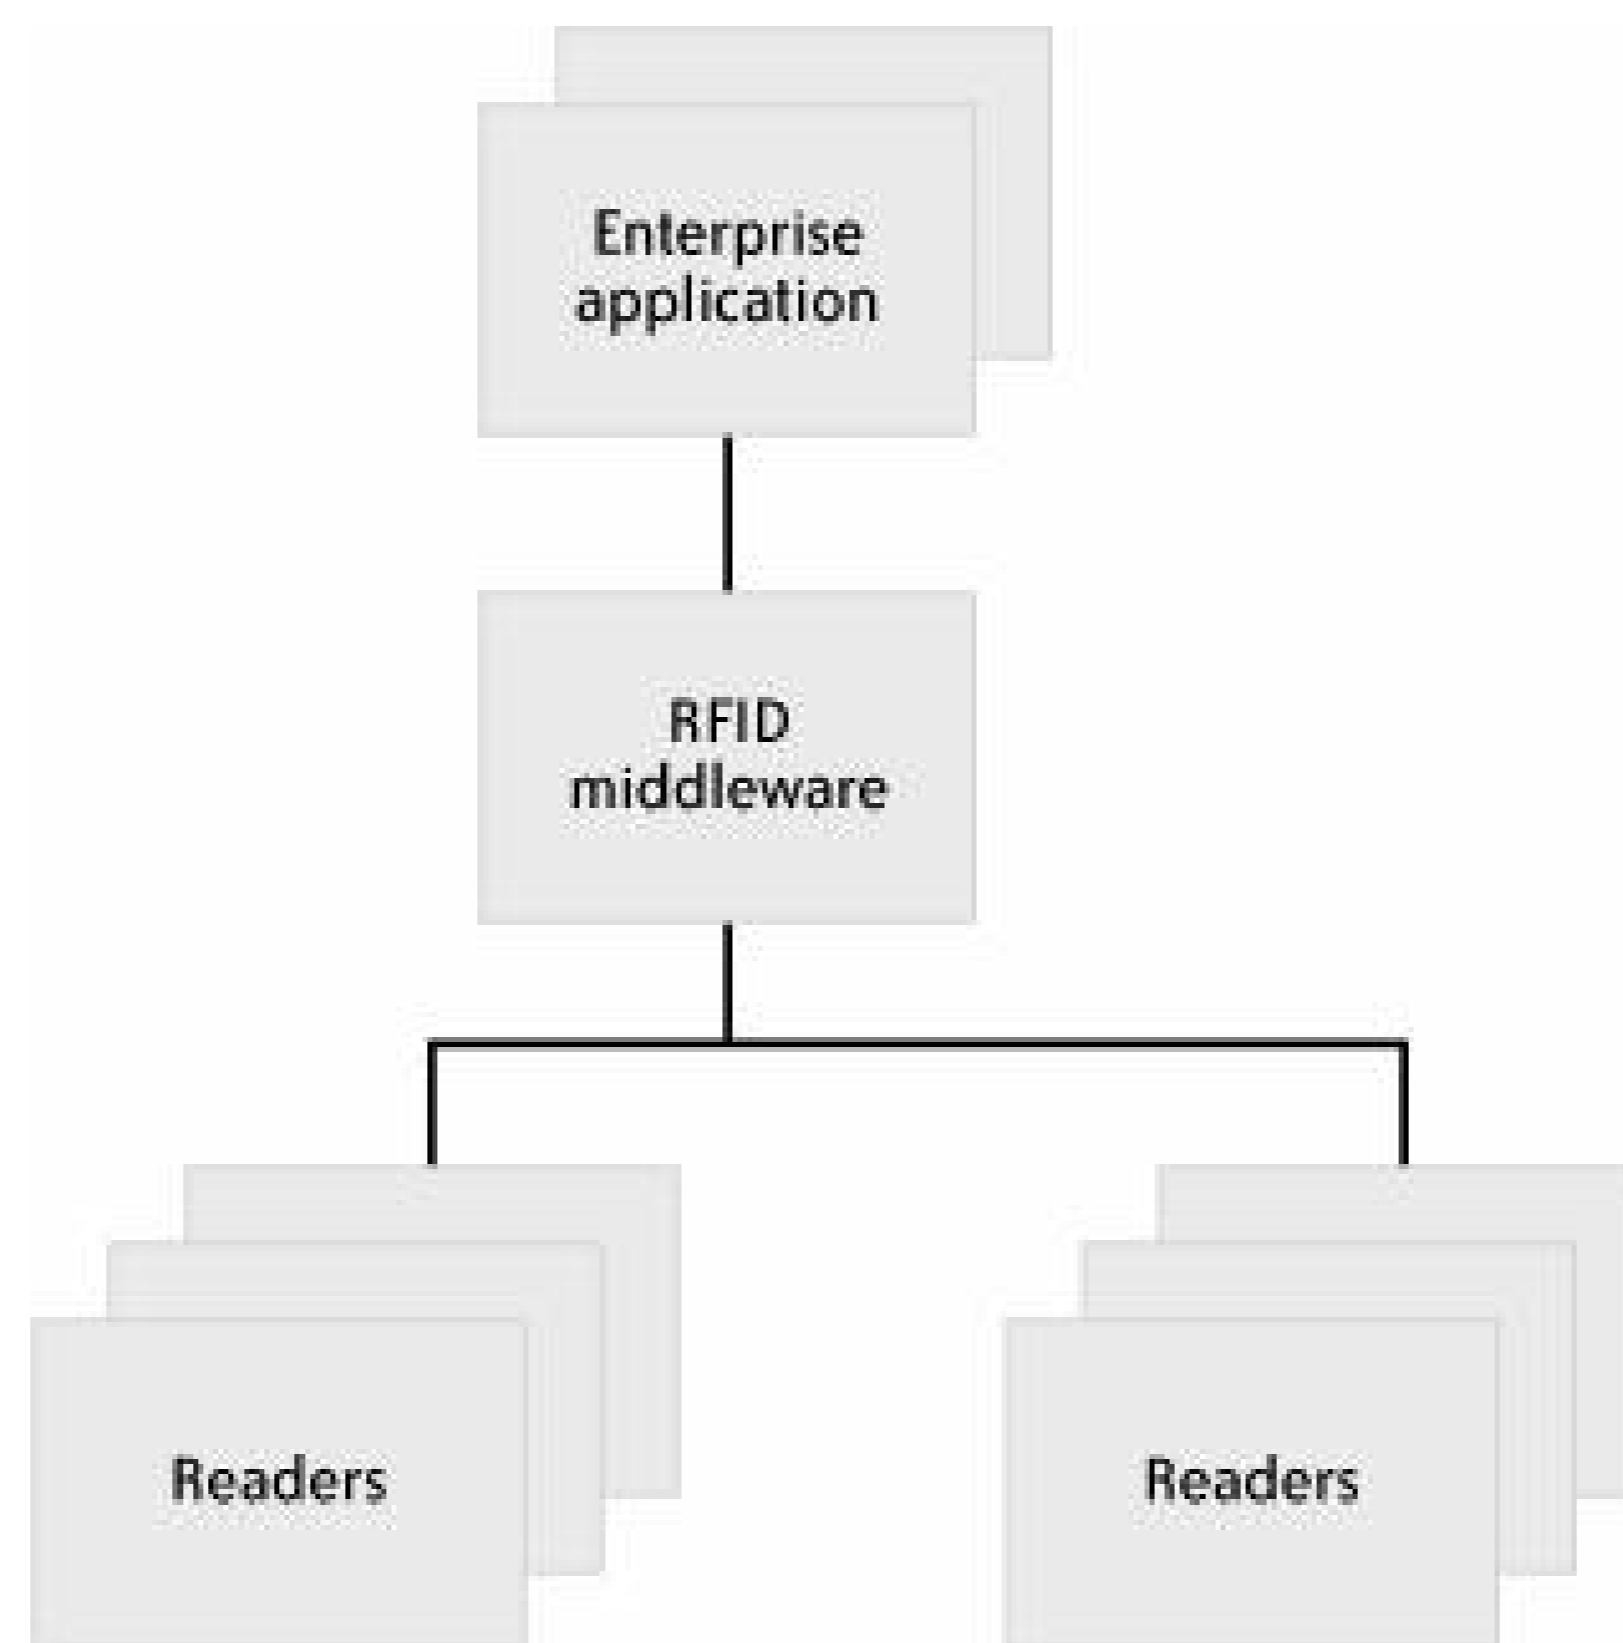 Enterprise
application
RFID
middleware
Readers
Readers